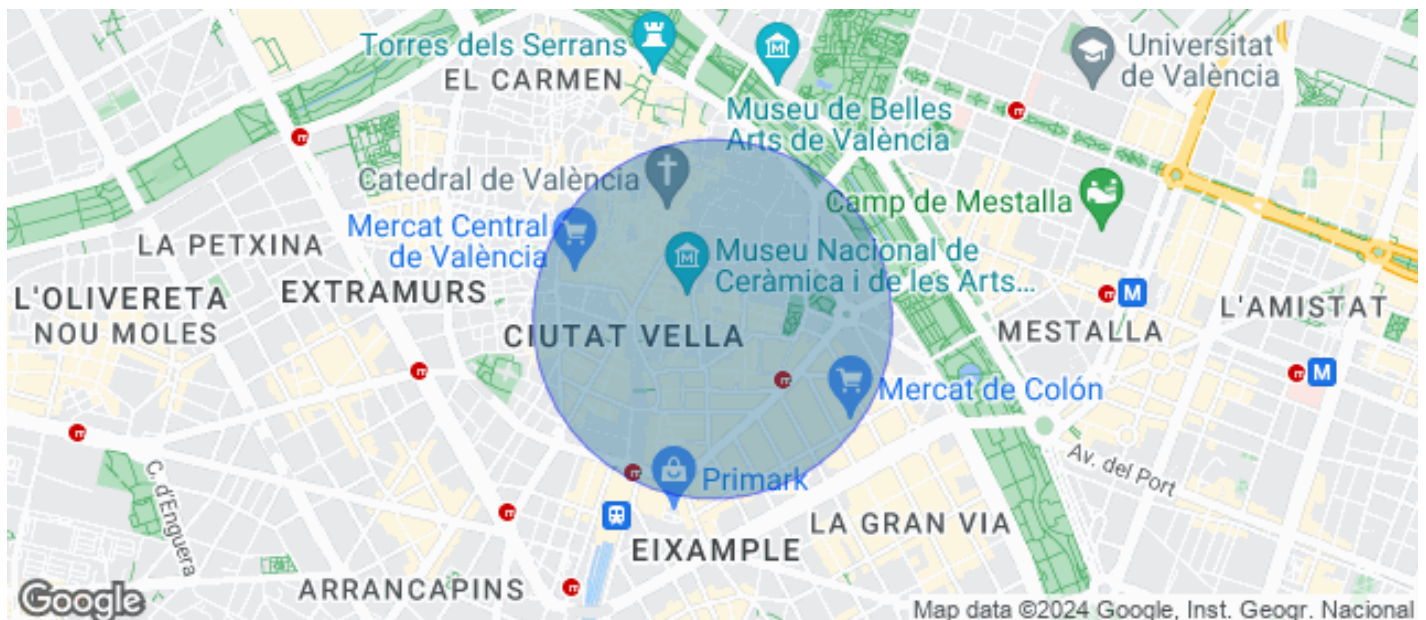 Torres dels Serrans
EL CARMEN
Universitat
de València
Museu de Belles
Arts de València
Catedral de València
Camp de Mestalla
Mercat Central
de València
LA PETXINA
Museu Nacional de
Ceràmica i de les Arts...
L'OLIVERETA
NOU MOLES
EXTRAMURS
CIUTAT VELLA
MESTALLA
L'AMISTAT
M
M
Mercat de Colón
Primark
Av. del Port
C. d'Enguera
LA GRAN VIA
EIXAMPLE
ARRANCAPINS
Google
Map data ©2024 Google, Inst. Geogr. Nacional